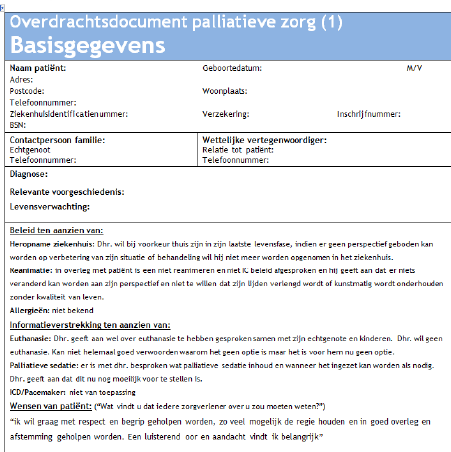 Overdrachtsdocument palliatieve zorg (1)
Basisgegevens
Naam patiënt: Geboortedatum: M/V
Adres:
Postcode: Woonplaats:
Telefoonnummer:
Ziekenhuisidentificatienummer: Verzekering: Inschrijfnummer:
BSN:
Contactpersoon familie: Wettelijke vertegenwoordiger:
Echtgenoot Relatie tot patiënt:
Telefoonnummer: Telefoonnummer:
Diagnose:
Relevante voorgeschiedenis:
Levensverwachting:
Beleid ten aanzien van:
Heropname ziekenhuis: Dhr. wil bij voorkeur thuis zijn in zijn laatste levensfase, indien er geen perspectief geboden kan
worden op verbetering van zijn situatie of behandeling wil hij niet meer worden opgenomen in het ziekenhuis.
Reanimatie: in overleg met patiënt is een niet reanimeren en niet IC beleid afgesproken en hij geeft aan dat er niets
veranderd kan worden aan zijn perspectief en niet te willen dat zijn lijden verlengd wordt of kunstmatig wordt onderhouden
zonder kwaliteit van leven.
Allergieën: niet bekend
Informatieverstrekking ten aanzien van:
Euthanasie: Dhr. geeft aan wel over euthanasie te hebben gesproken samen met zijn echtgenote en kinderen. Dhr. wil geen
euthanasie. Kan niet helemaal goed verwoorden waarom het geen optie is maar het is voor hem nu geen optie.
Palliatieve sedatie: er is met dhr. besproken wat palliatieve sedatie inhoud en wanneer het ingezet kan worden als nodig.
Dhr. geeft aan dat dit nu nog moeilijk voor te stellen is.
ICD/Pacemaker: niet van toepassing
Wensen van patiënt: ("Wat vindt u dat iedere zorgverlener over u zou moeten weten?")
"ik wil graag met respect en begrip geholpen worden, zo veel mogelijk de regie houden en in goed overleg en
afstemming geholpen worden. Een luisterend oor en aandacht vindt ik belangrijk"